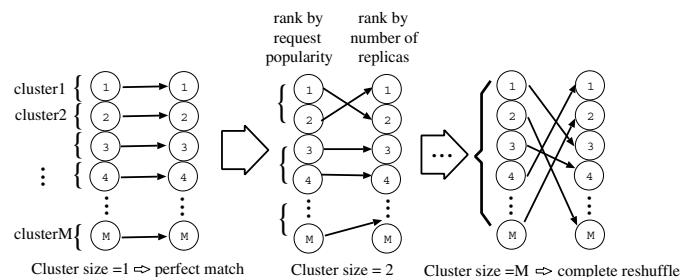 rank by request popularity
rank by number of replicas
cluster1
cluster2
⋮
clusterM
1
2
3
4
⋮
M
1
2
3
4
⋮
M
1
2
3
4
⋮
M
1
2
3
4
⋮
M
...
1
2
3
4
⋮
M
1
2
3
4
⋮
M
Cluster size =1 ⇨ perfect match
Cluster size = 2
Cluster size =M ⇨ complete reshuffle